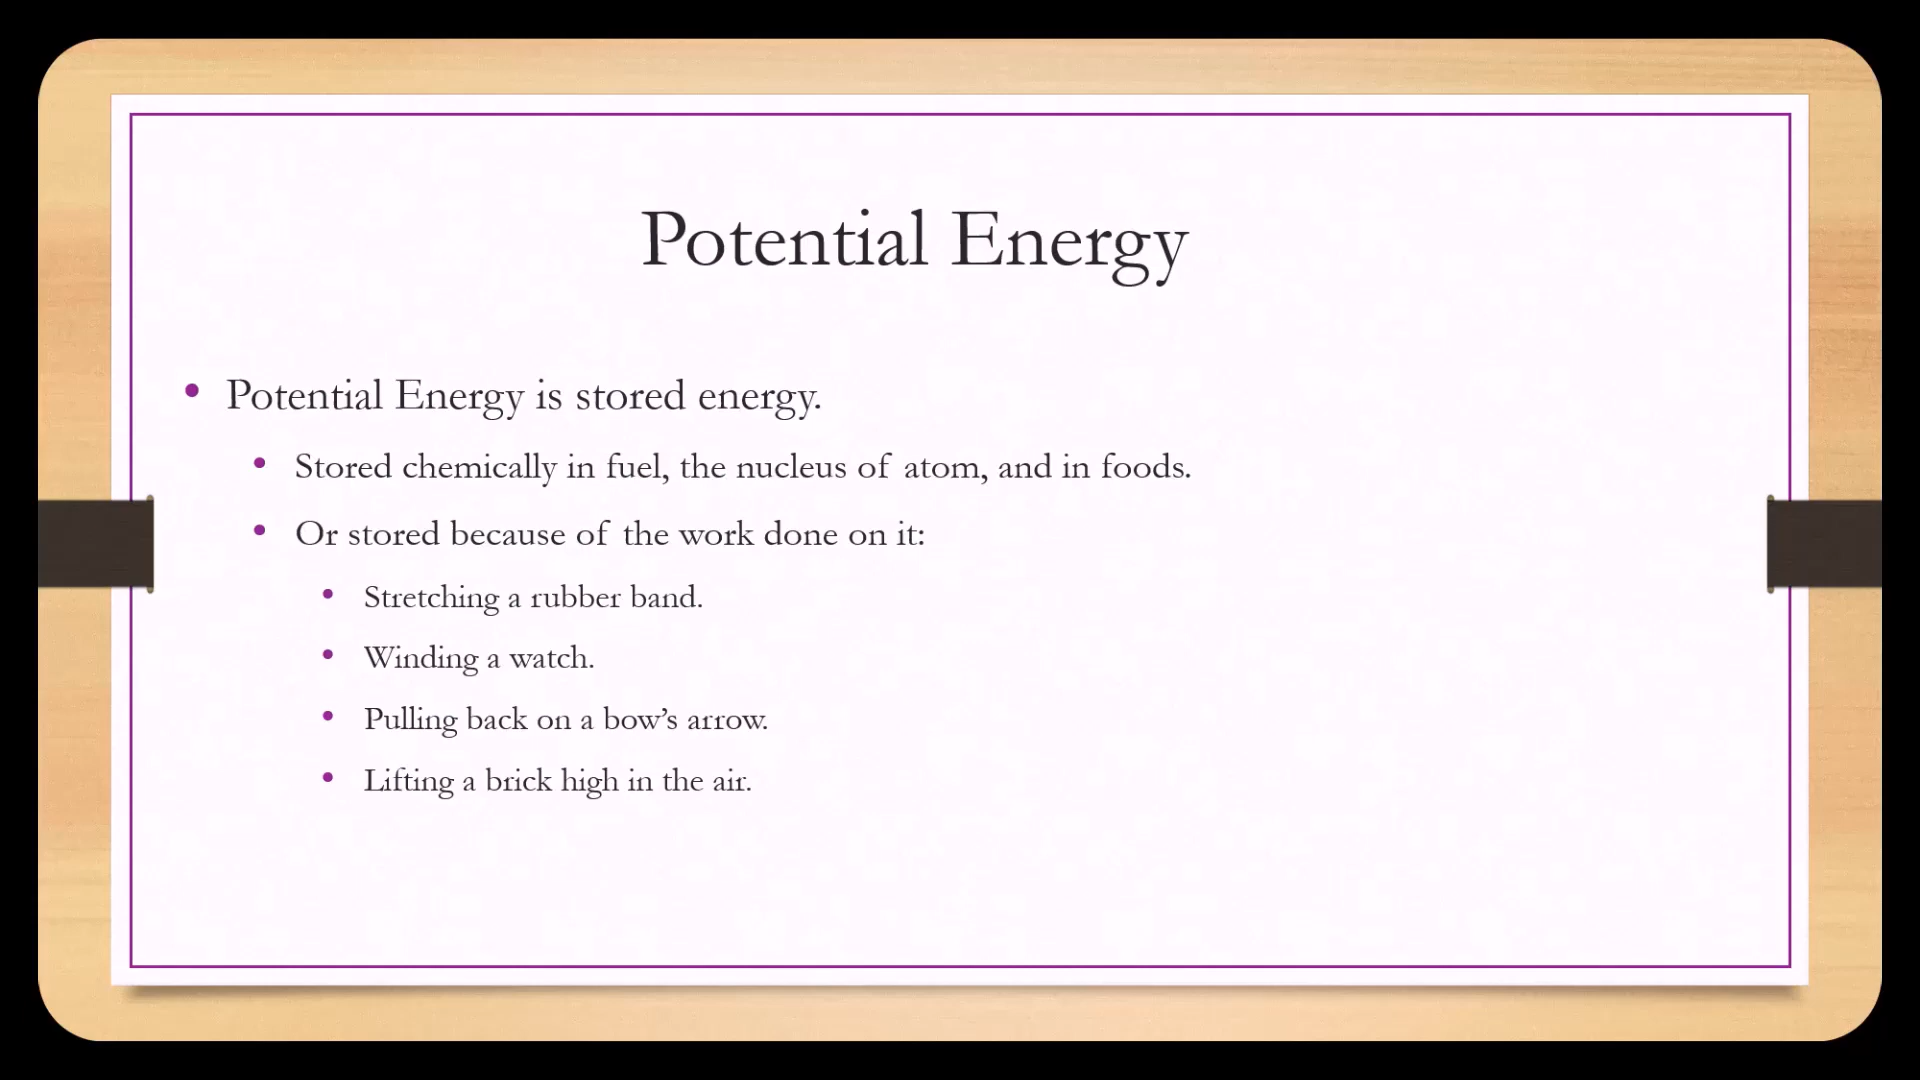 Potential Energy
• Potential Energy is stored energy.
• Stored chemically in fuel, the nucleus of atom, and in foods.
• Or stored because of the work done on it:
• Stretching a rubber band.
• Winding a watch.
• Pulling back on a bow’s arrow.
• Lifting a brick high in the air.